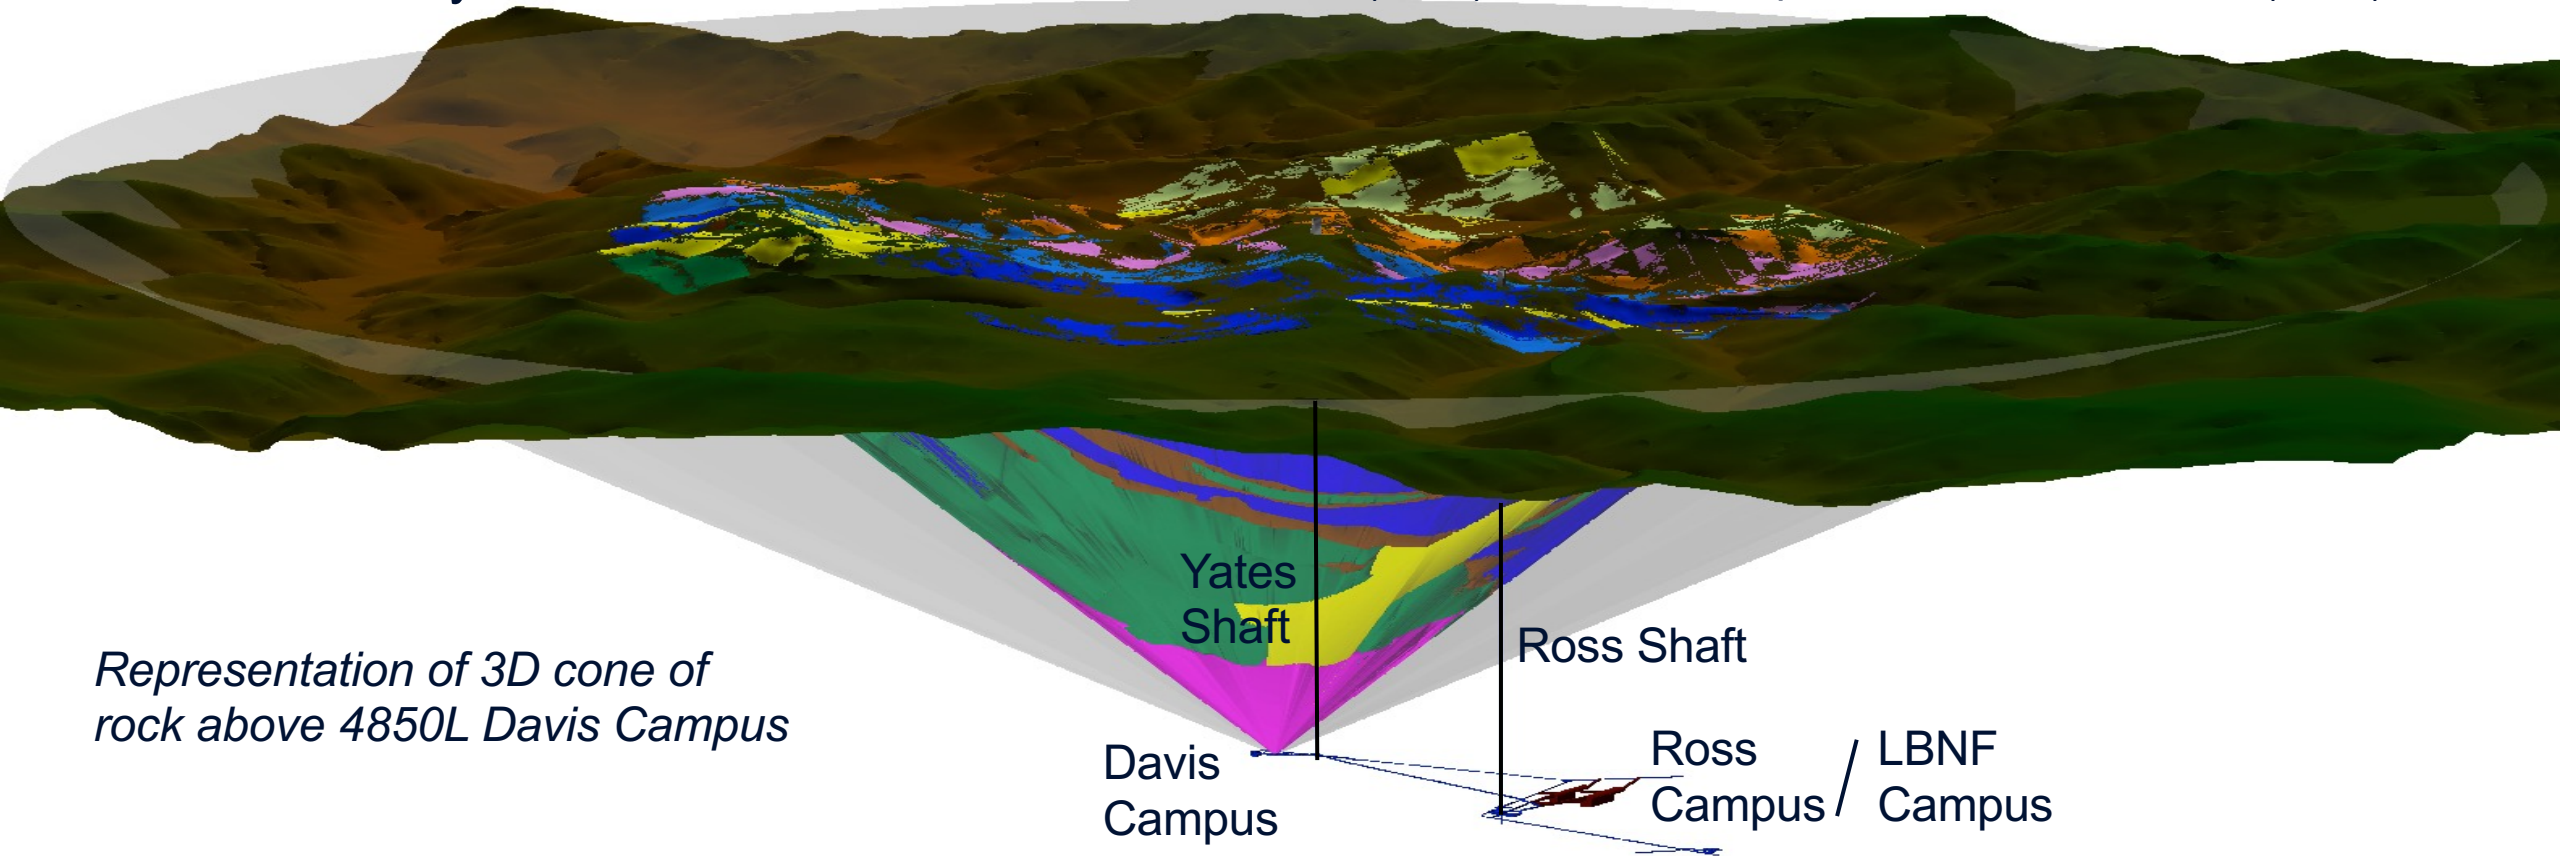 Yates
Shaft
Ross Shaft
Representation of 3D cone of
rock above 4850L Davis Campus
Davis
Campus
Ross
Campus
/
LBNF
Campus